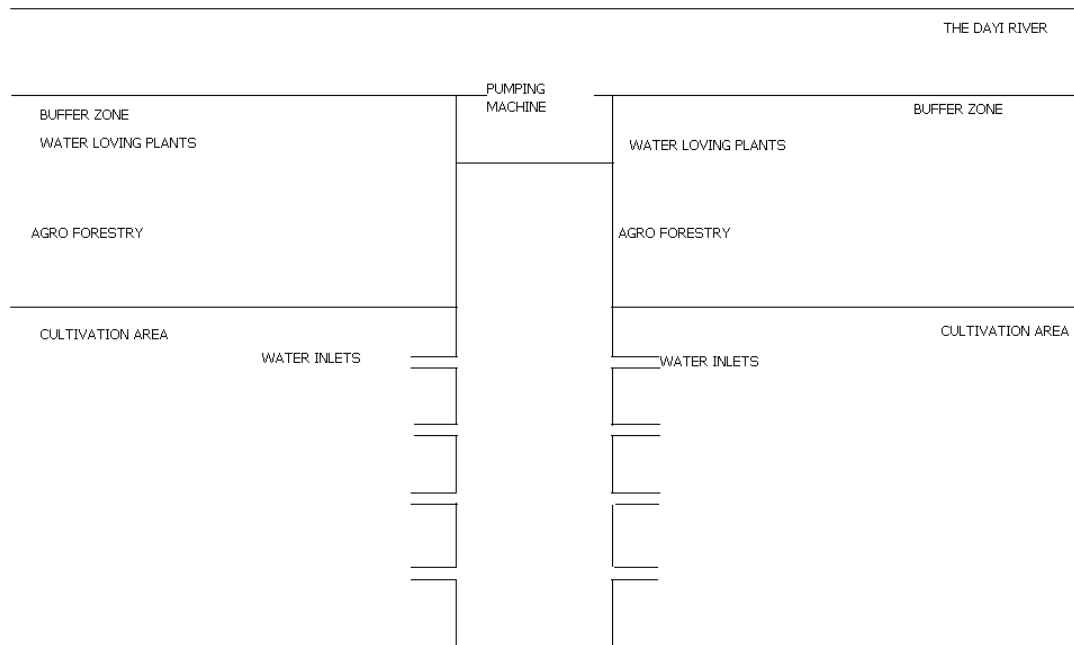 THE DAYI RIVER
PUMPING
MACHINE
BUFFER ZONE
BUFFER ZONE
WATER LOVING PLANTS
WATER LOVING PLANTS
AGRO FORESTRY
AGRO FORESTRY
CULTIVATION AREA
CULTIVATION AREA
WATER INLETS
WATER INLETS